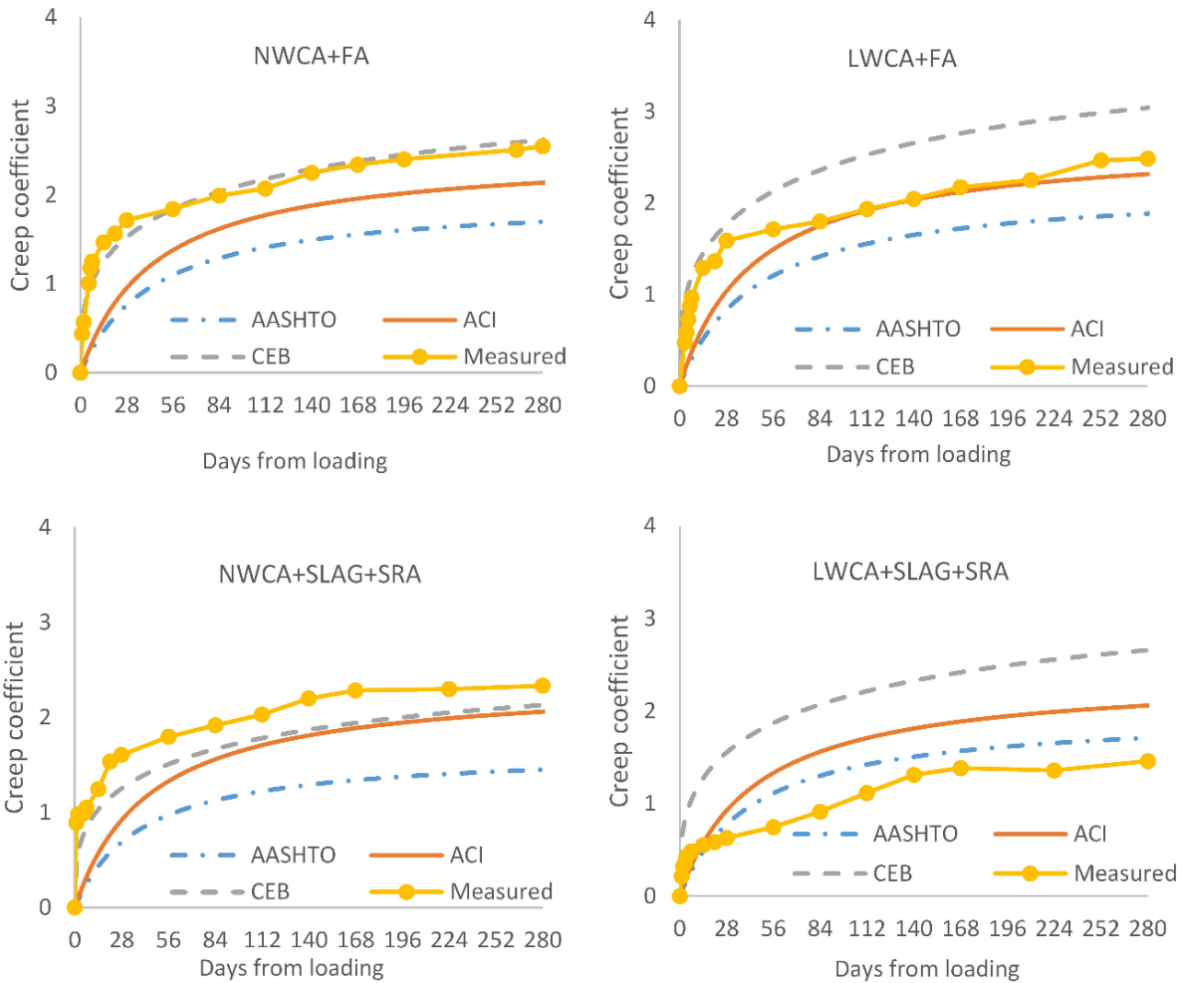 NWCA+FA
Creep coefficient
4
3
2
1
0
AASHTO ACI
CEB Measured
0 28 56 84 112 140 168 196 224 252 280
Days from loading
LWCA+FA
Creep coefficient
4
3
2
1
0
AASHTO ACI
CEB Measured
0 28 56 84 112 140 168 196 224 252 280
Days from loading
NWCA+SLAG+SRA
Creep coefficient
4
3
2
1
0
AASHTO ACI
CEB Measured
0 28 56 84 112 140 168 196 224 252 280
Days from loading
LWCA+SLAG+SRA
Creep coefficient
4
3
2
1
0
AASHTO ACI
CEB Measured
0 28 56 84 112 140 168 196 224 252 280
Days from loading